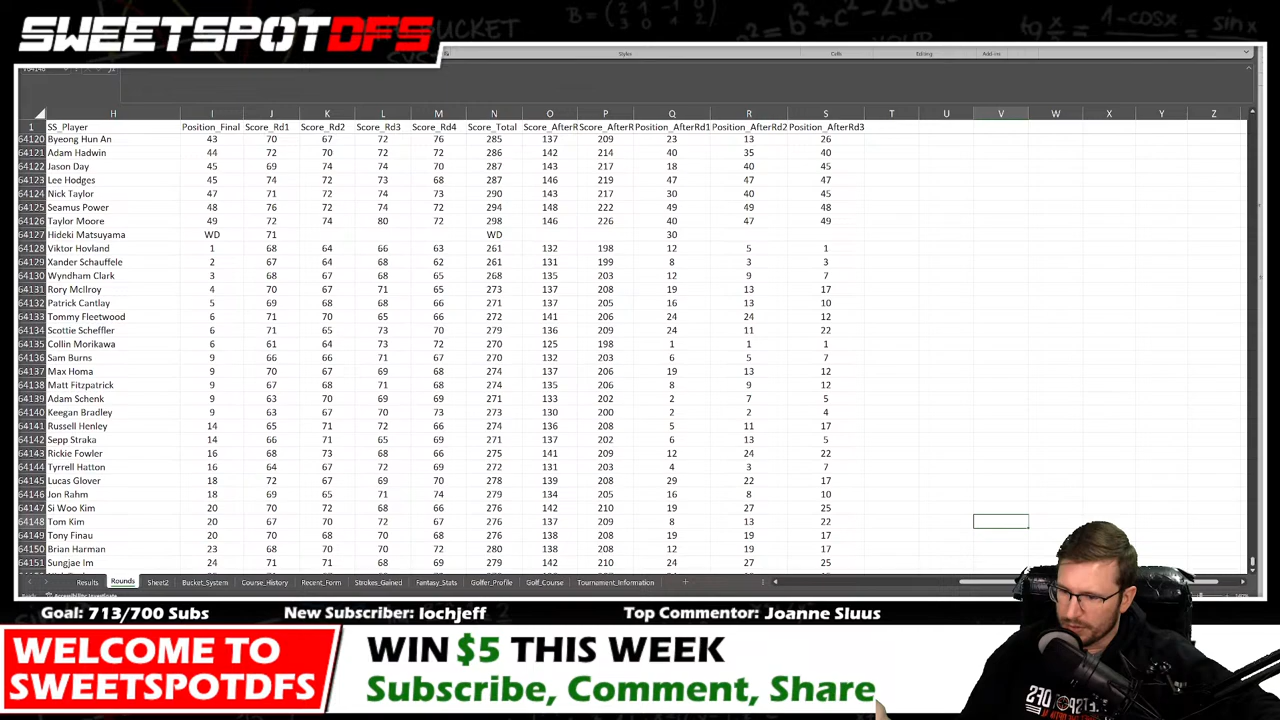 SWEETSPOTDFS
Styles Cells Editing Add-ins
H I J K L M N O P Q R S T U V W X Y Z
1 SS_Player Position_Final Score_Rd1 Score_Rd2 Score_Rd3 Score_Rd4 Score_Total Score_AfterR Score_AfterR Position_AfterRd1 Position_AfterRd2 Position_AfterRd3
64120 Byeong Hun An 43 70 67 72 76 285 137 209 23 13 26
64121 Adam Hadwin 44 72 70 72 72 286 142 214 40 35 40
64122 Jason Day 45 69 74 74 70 287 143 217 18 40 45
64123 Lee Hodges 45 74 72 73 68 287 146 219 47 47 47
64124 Nick Taylor 47 71 72 74 73 290 143 217 30 40 45
64125 Seamus Power 48 76 72 74 72 294 148 222 49 49 48
64126 Taylor Moore 49 72 74 80 72 298 146 226 40 47 49
64127 Hideki Matsuyama WD 71 WD 30
64128 Viktor Hovland 1 68 64 66 63 261 132 198 12 5 1
64129 Xander Schauffele 2 67 64 68 62 261 131 199 8 3 3
64130 Wyndham Clark 3 68 67 68 65 268 135 203 12 9 7
64131 Rory McIlroy 4 70 67 71 65 273 137 208 19 13 17
64132 Patrick Cantlay 5 69 68 68 66 271 137 205 16 13 10
64133 Tommy Fleetwood 6 71 70 65 66 272 141 206 24 24 12
64134 Scottie Scheffler 6 71 65 73 70 279 136 209 24 11 22
64135 Collin Morikawa 6 61 64 73 72 270 125 198 1 1 1
64136 Sam Burns 9 66 66 71 67 270 132 203 6 5 7
64137 Max Homa 9 70 67 69 68 274 137 206 19 13 12
64138 Matt Fitzpatrick 9 67 68 71 68 274 135 206 8 9 12
64139 Adam Schenk 9 63 70 69 69 271 133 202 2 7 5
64140 Keegan Bradley 9 63 67 70 73 273 130 200 2 2 4
64141 Russell Henley 14 65 71 72 66 274 136 208 5 11 17
64142 Sepp Straka 14 66 71 65 69 271 137 202 6 13 5
64143 Rickie Fowler 16 68 73 68 66 275 141 209 12 24 22
64144 Tyrrell Hatton 16 64 67 72 69 272 131 203 4 3 7
64145 Lucas Glover 18 72 67 69 70 278 139 208 29 22 17
64146 Jon Rahm 18 69 65 71 74 279 134 205 16 8 10
64147 Si Woo Kim 20 70 72 68 66 276 142 210 19 27 25
64148 Tom Kim 20 67 70 72 67 276 137 209 8 13 22
64149 Tony Finau 20 70 68 70 68 276 138 208 19 19 17
64150 Brian Harman 23 68 70 70 72 280 138 208 12 19 17
64151 Sungjae Im 24 71 71 68 69 279 142 210 24 27 25
Results Rounds Sheet2 Bucket_System Course_History Recent_Form Strokes_Gained Fantasy_Stats Golfer_Profile Golf_Course Tournament_Information
Goal: 713/700 Subs New Subscriber: lochjeff Top Commentor: Joanne Sluus
WELCOME TO
SWEETSPOTDFS
WIN $5 THIS WEEK
Subscribe, Comment, Share